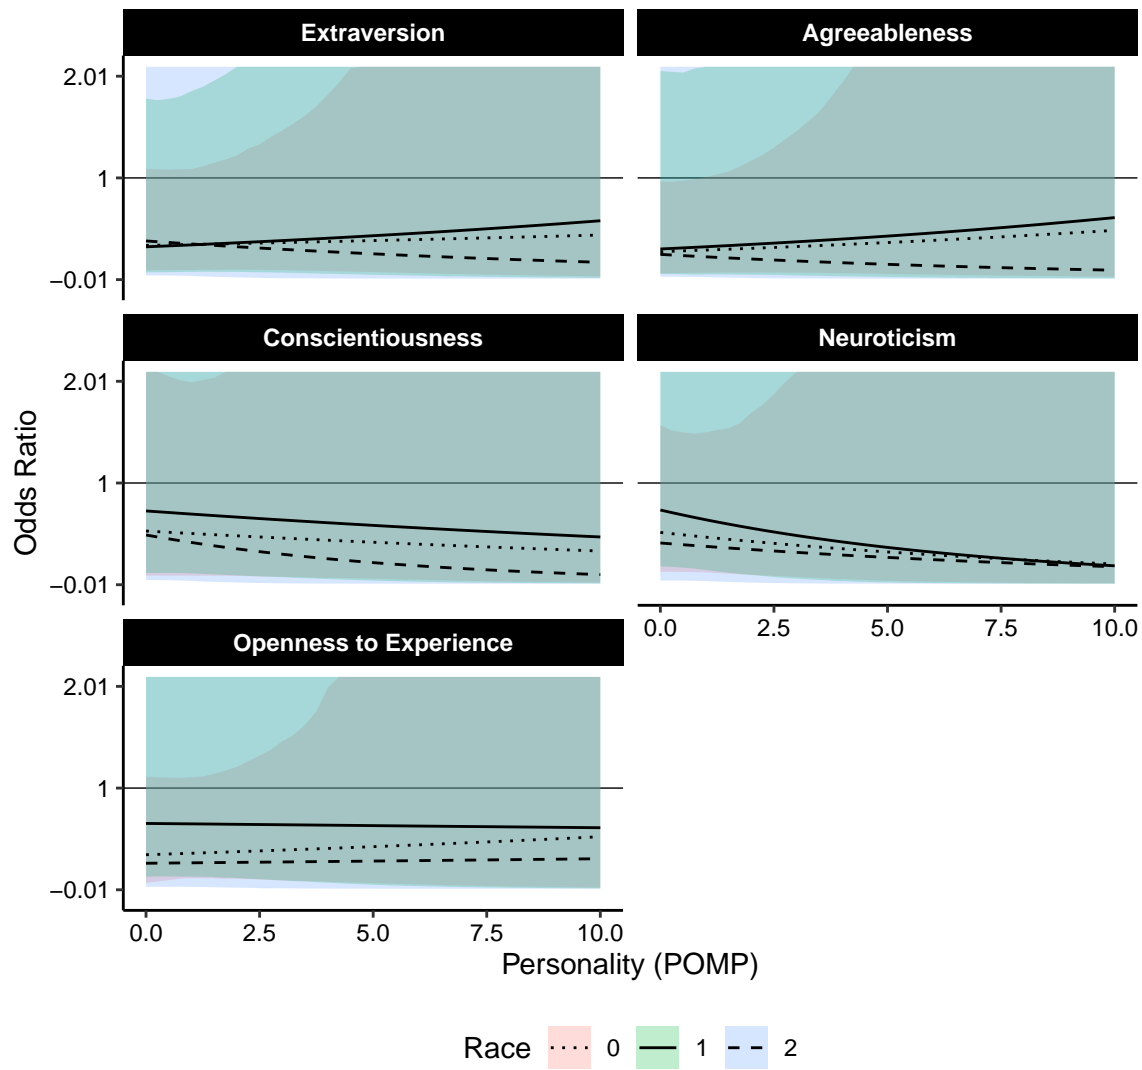 Extraversion
Agreeableness
2.01
1
−0.01
Conscientiousness
Neuroticism
2.01
1
−0.01
0.0 2.5 5.0 7.5 10.0
Openness to Experience
2.01
1
−0.01
0.0 2.5 5.0 7.5 10.0
Odds Ratio
Personality (POMP)
Race 0 1 2